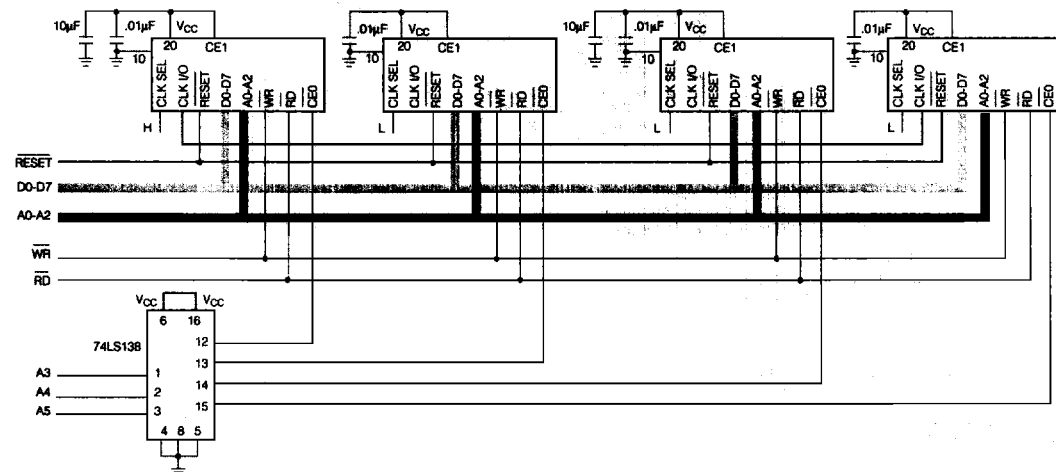 10µF .01µF VCC
20 CE1
10
CLK SEL CLK I/O RESET D0-D7 A0-A2 WR RD CE0
H
.01µF VCC
20 CE1
10
CLK SEL CLK I/O RESET D0-D7 A0-A2 WR RD CE0
L
10µF .01µF VCC
20 CE1
10
CLK SEL CLK I/O RESET D0-D7 A0-A2 WR RD CE0
L
.01µF VCC
20 CE1
10
CLK SEL CLK I/O RESET D0-D7 A0-A2 WR RD CE0
L
RESET
D0-D7
A0-A2
WR
RD
VCC VCC
6 16
74LS138
12
13
14
15
A3 1
A4 2
A5 3
4 8 5